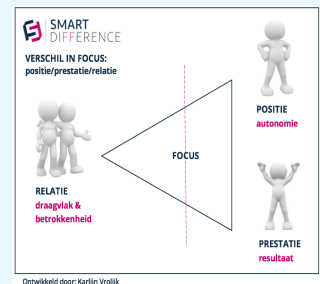 SMART
DIFFERENCE
VERSCHIL IN FOCUS:
positie/prestatie/relatie
POSITIE
autonomie
FOCUS
RELATIE
draagvlak &
betrokkenheid
PRESTATIE
resultaat
Ontwikkeld door: Karlijn Vrolijk